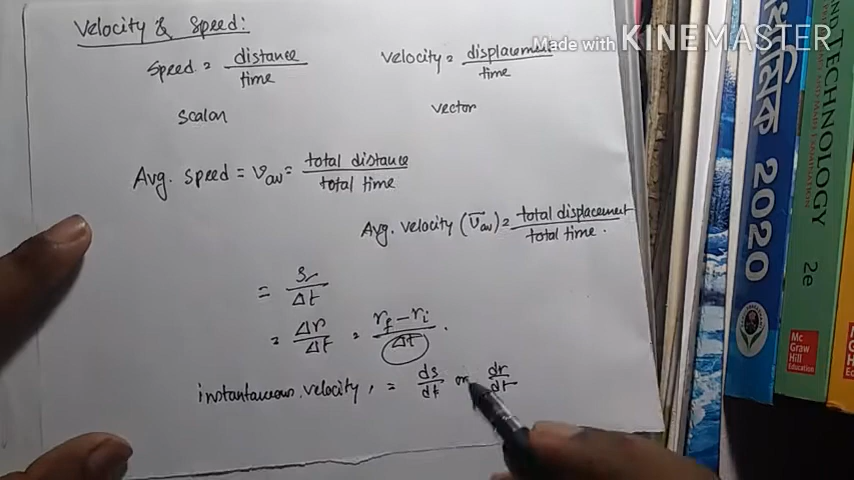 Velocity & Speed:
Made with KINEMASTER
Speed = distance / time
Velocity = displacement / time
Scalar
vector
Avg. speed = v_av = total distance / total time
Avg. velocity (v̄_av) = total displacement / total time.
= Sr / Δt
= Δr / Δt = r_f - r_i / Δt.
instantaneous velocity, = ds / dt or dr / dt
2020
TECHNOLOGY
2e
Mc
Graw
Hill
Education